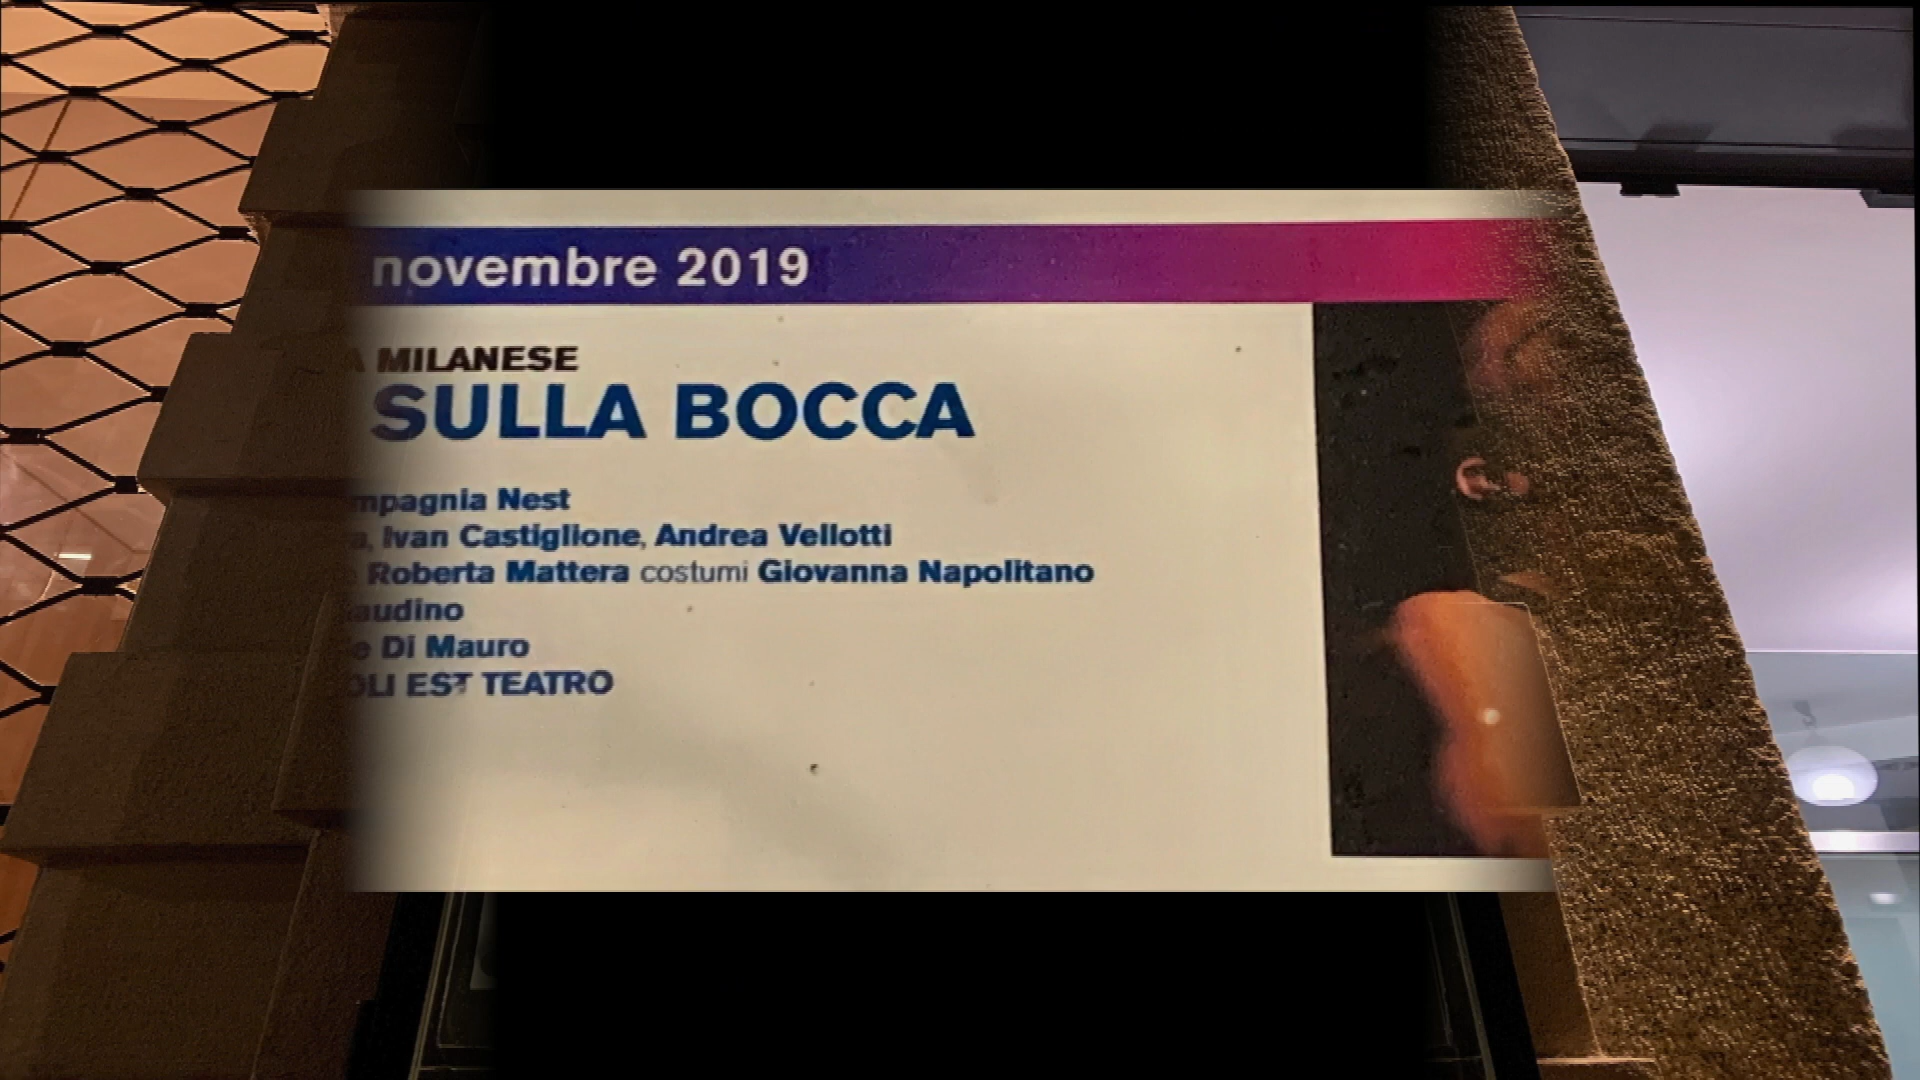 novembre 2019
A MILANESE
SULLA BOCCA
mpagnia Nest
a, Ivan Castiglione, Andrea Vellotti
Roberta Mattera costumi Giovanna Napolitano
audino
e Di Mauro
OLI EST TEATRO